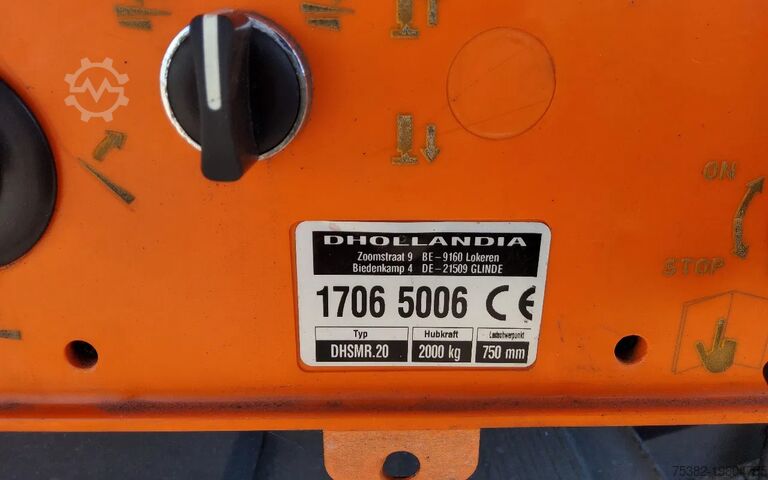 ON
STOP
DHOLLANDIA
Zoomstraat 9 BE-9160 Lokeren
Biedenkamp 4 DE-21509 GLINDE
1706 5006 CE
Typ Hubkraft Lastschwerpunkt
DHSMR.20 2000 kg 750 mm